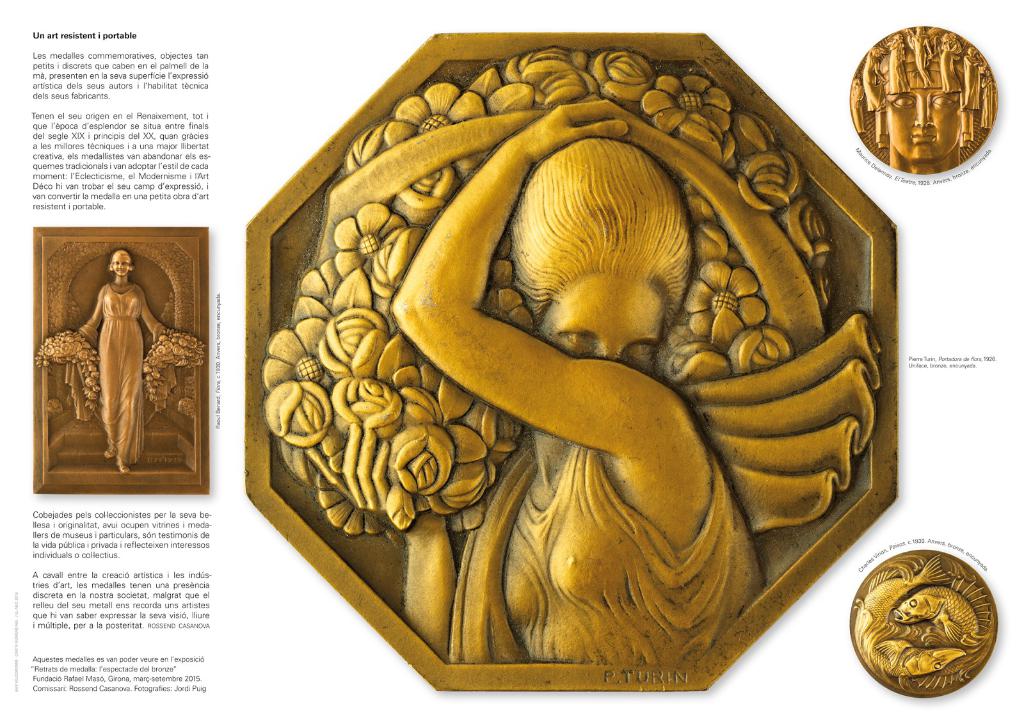 Un art resistent i portable
Les medalles commemoratives, objectes tan
petits i discrets que caben en el palmell de la
mà, presenten en la seva superfície l'expressió
artística dels seus autors i l'habilitat tècnica
dels seus fabricants.
Tenen el seu origen en el Renaixement, tot i
que l'època d'esplendor se situa entre finals
del segle XIX i principis del XX, quan gràcies
a les millores tècniques i a una major llibertat
creativa, els medallistes van abandonar els es-
quemes tradicionals i van adoptar l'estil de cada
moment: l'Eclecticisme, el Modernisme i l'Art
Déco hi van trobar el seu camp d'expressió, i
van convertir la medalla en una petita obra d'art
resistent i portable.
Raoul Benard, Flora, c.1930. Anvers, bronze, encunyada.
Cobejades pels col·leccionistes per la seva be-
llesa i originalitat, avui ocupen vitrines i meda-
llers de museus i particulars, són testimonis de
la vida pública i privada i reflecteixen interessos
individuals o col·lectius.
A cavall entre la creació artística i les indús-
tries d'art, les medalles tenen una presència
discreta en la nostra societat, malgrat que el
relleu del seu metall ens recorda uns artistes
que hi van saber expressar la seva visió, lliure
i múltiple, per a la posteritat. ROSSEND CASANOVA
Aquestes medalles es van poder veure en l'exposició
"Retrats de medalla: l'espectacle del bronze"
Fundació Rafael Masó, Girona, març-setembre 2015.
Comissari: Rossend Casanova. Fotografies: Jordi Puig
P.TURIN
Maurice Delannoy, El Teatre, 1925. Anvers, bronze, encunyada.
Pierre Turin, Portadora de flors, 1920.
Uniface, bronze, encunyada.
Charles Virion, Peixos, c.1920. Anvers, bronze, encunyada.